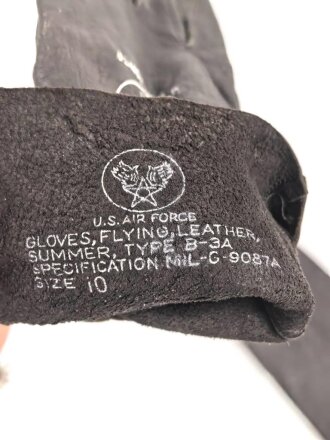 U.S. AIR FORCE
GLOVES, FLYING, LEATHER,
SUMMER, TYPE B-3A
SPECIFICATION MIL-G-9087A
SIZE 10